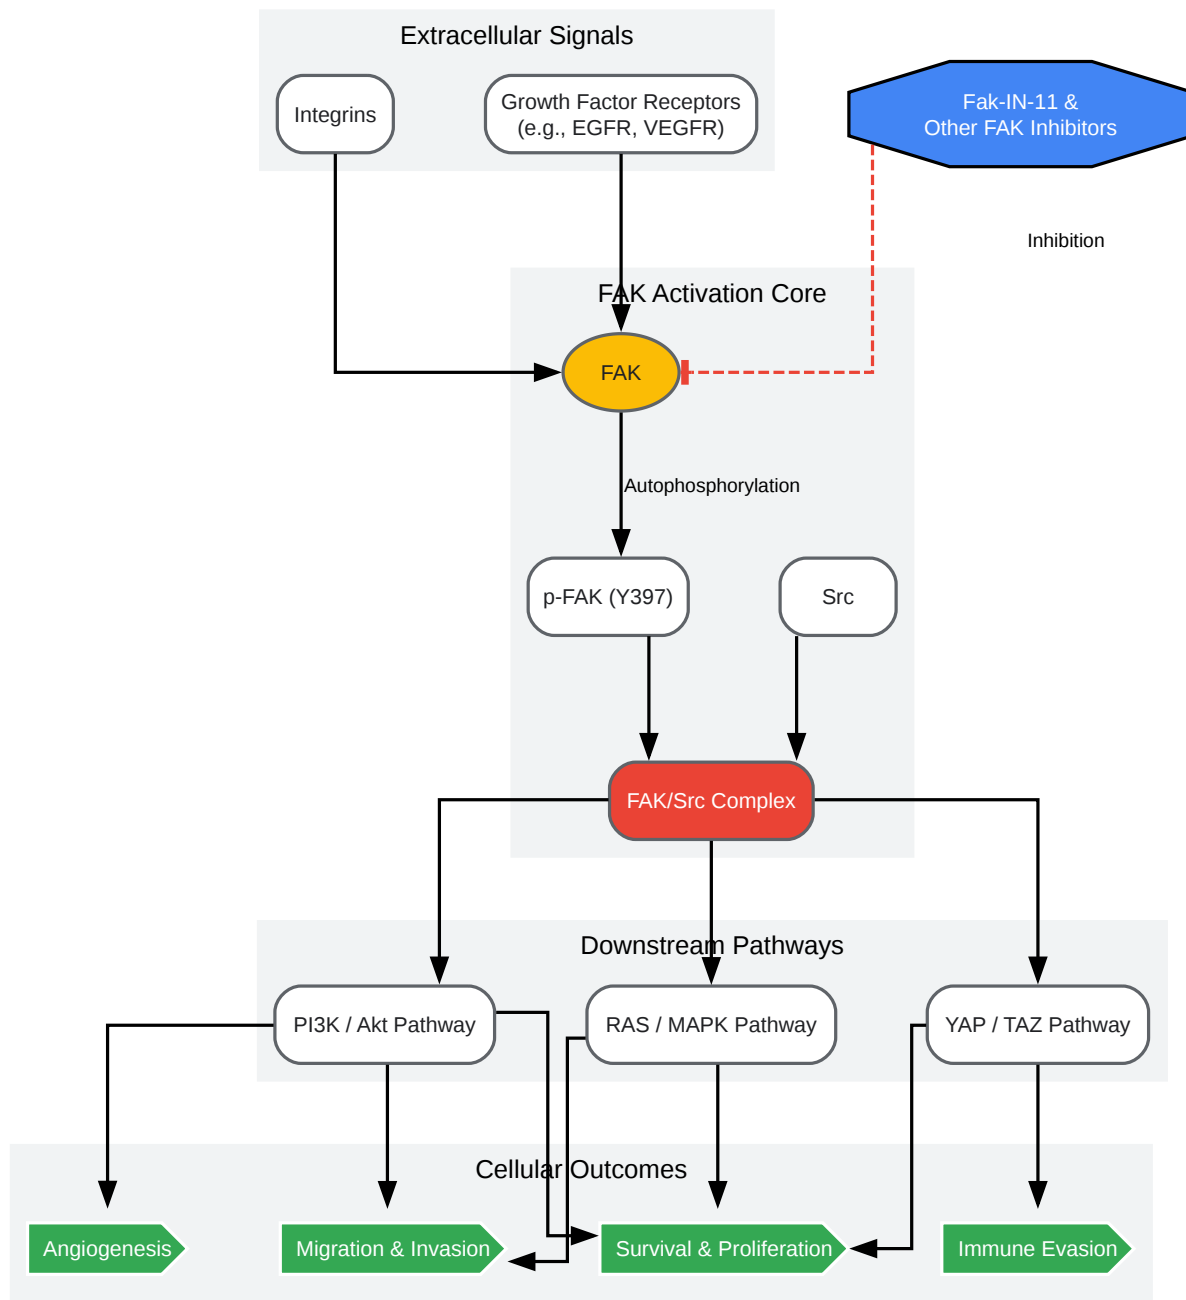 Extracellular Signals
Integrins
Growth Factor Receptors
(e.g., EGFR, VEGFR)
Fak-IN-11 &
Other FAK Inhibitors
Inhibition
FAK Activation Core
FAK
Autophosphorylation
p-FAK (Y397)
Src
FAK/Src Complex
Downstream Pathways
PI3K / Akt Pathway
RAS / MAPK Pathway
YAP / TAZ Pathway
Cellular Outcomes
Angiogenesis
Migration & Invasion
Survival & Proliferation
Immune Evasion